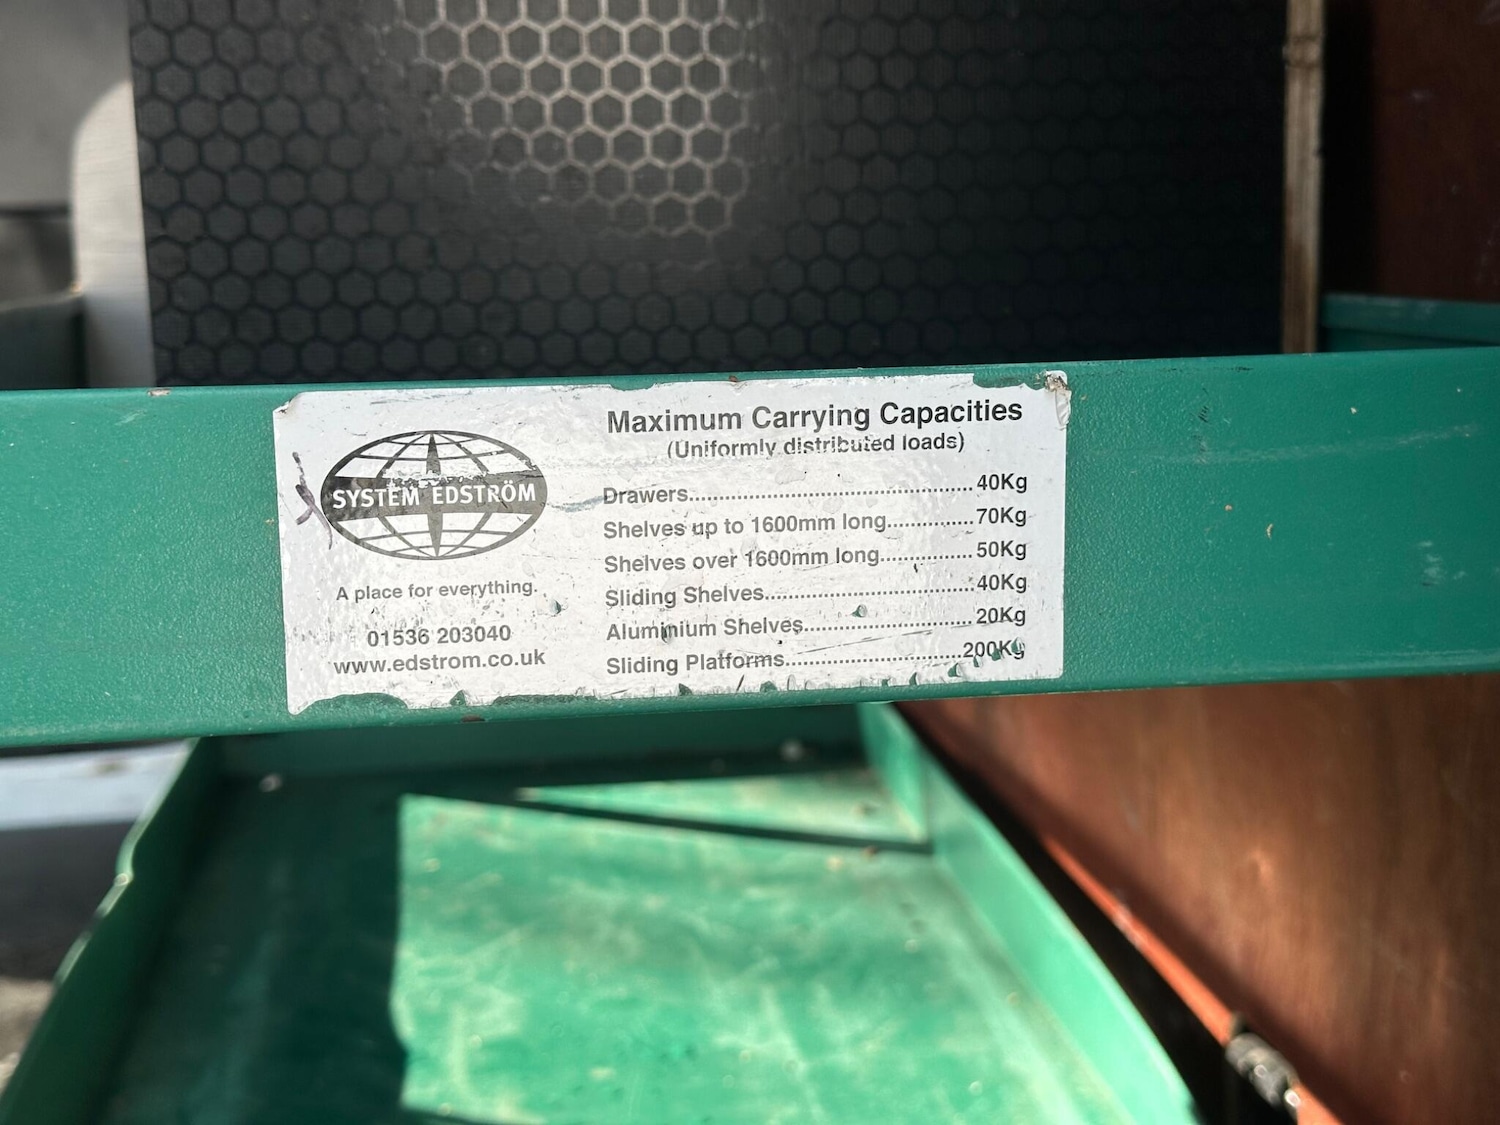 SYSTEM EDSTRÖM
A place for everything.
01536 203040
www.edstrom.co.uk
Maximum Carrying Capacities
(Uniformly distributed loads)
Drawers................................................40Kg
Shelves up to 1600mm long...............70Kg
Shelves over 1600mm long................50Kg
Sliding Shelves....................................40Kg
Aluminium Shelves.............................20Kg
Sliding Platforms..............................200Kg